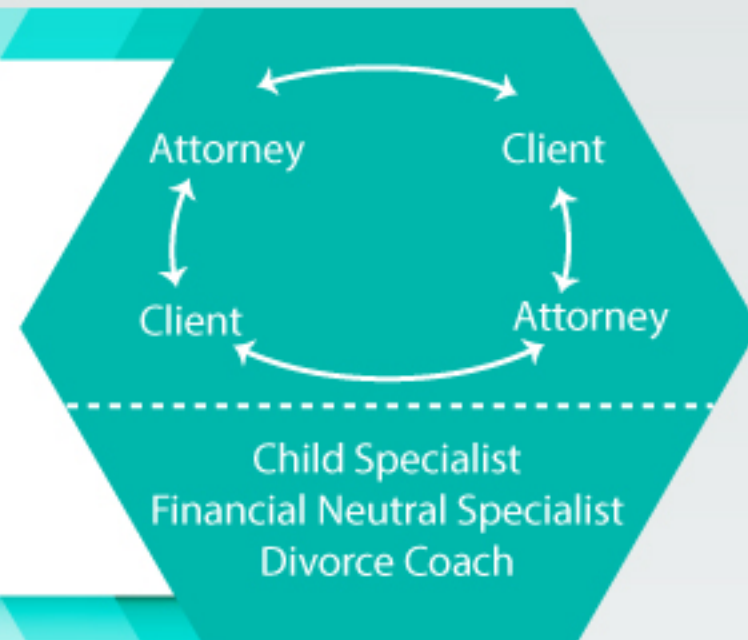 Attorney
Client
Client
Attorney
Child Specialist
Financial Neutral Specialist
Divorce Coach